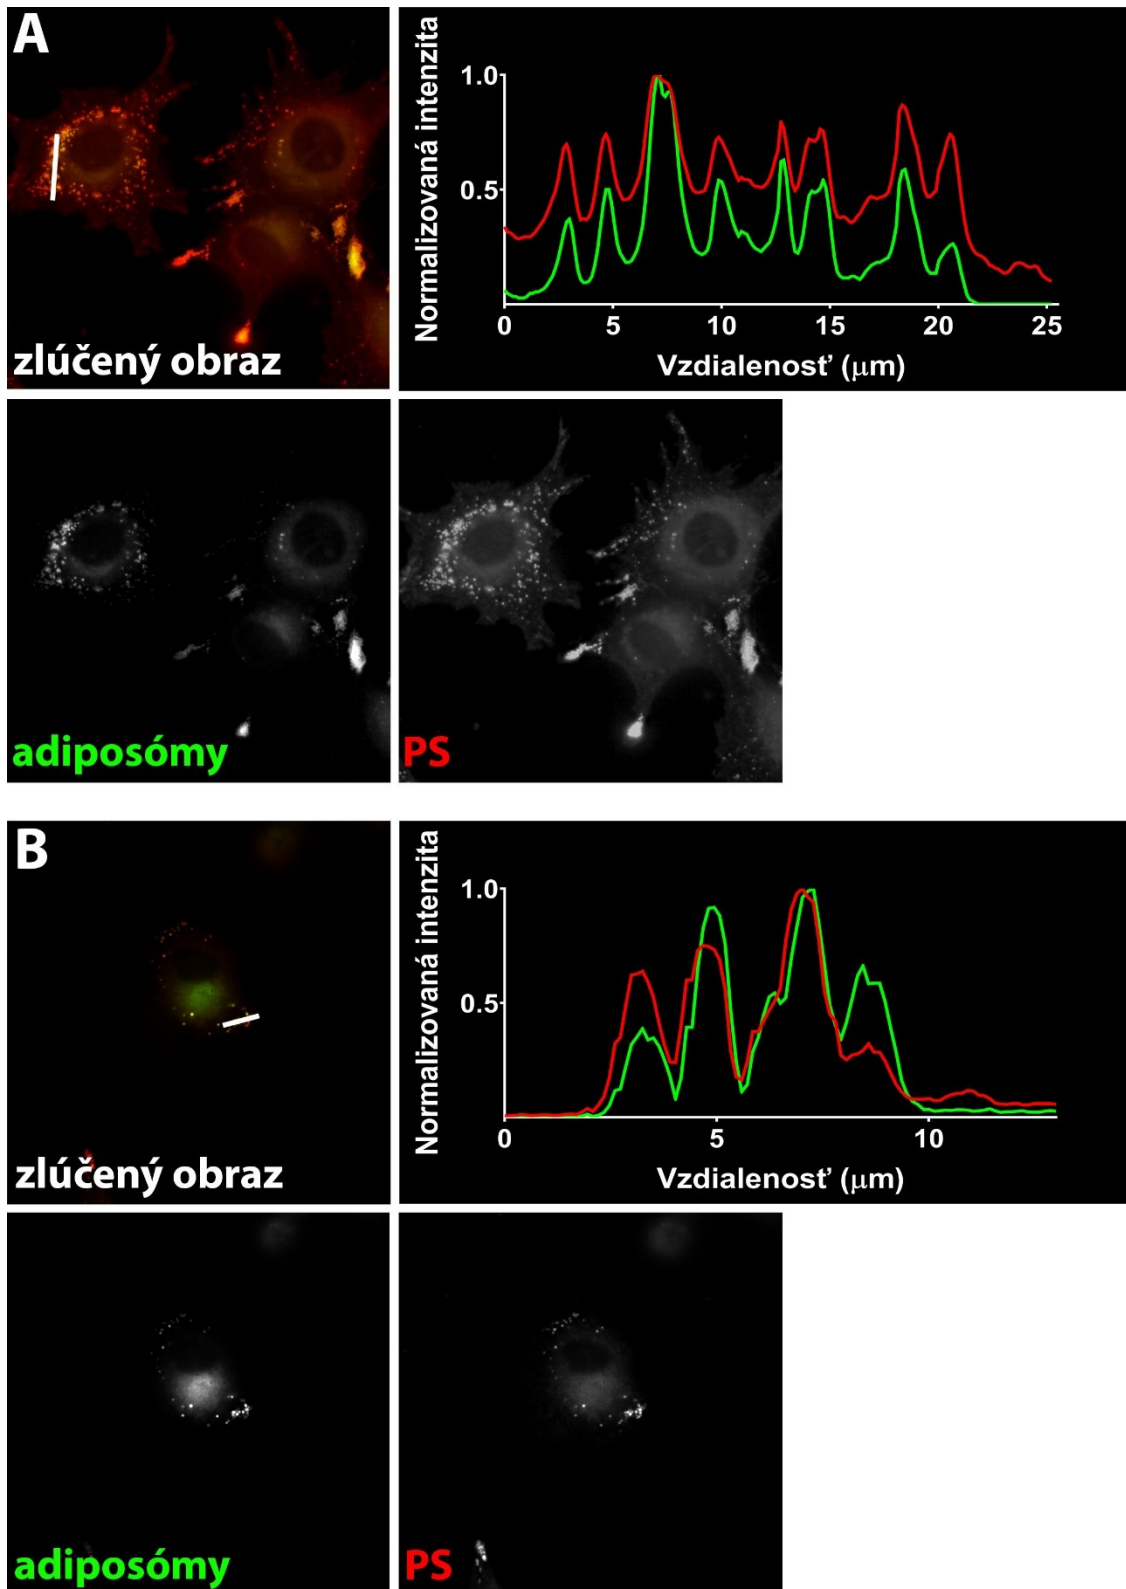 A
zlúčený obraz
Normalizovaná intenzita
1.0
0.5
0 5 10 15 20 25
Vzdialenosť (μm)
adiposómy
PS
B
zlúčený obraz
Normalizovaná intenzita
1.0
0.5
0 5 10
Vzdialenosť (μm)
adiposómy
PS